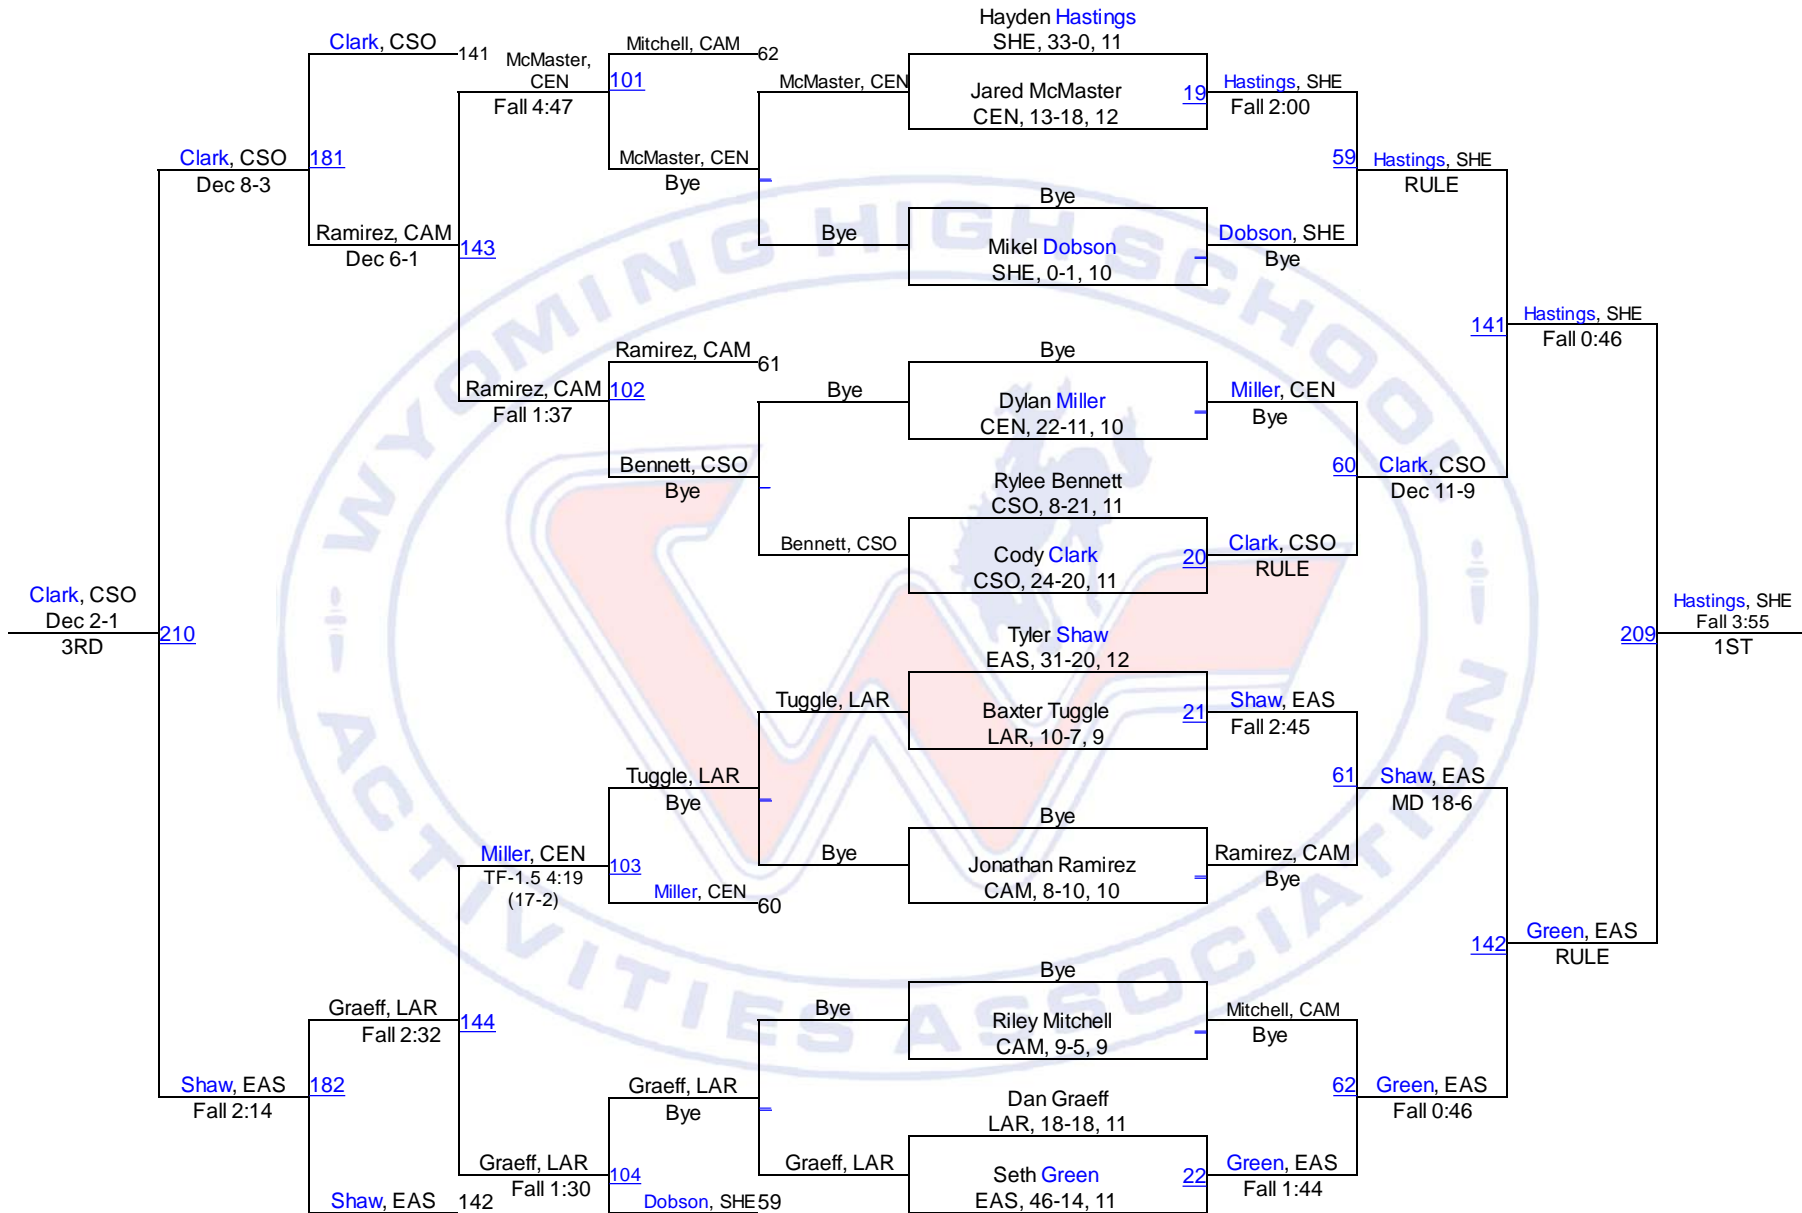 Hayden Hastings
SHE, 33-0, 11
Clark, CSO
141
McMaster,
CEN
Fall 4:47
Mitchell, CAM
62
101
McMaster, CEN
Jared McMaster
CEN, 13-18, 12
19
Hastings, SHE
Fall 2:00
Clark, CSO
Dec 8-3
181
McMaster, CEN
Bye
59
Hastings, SHE
RULE
Ramirez, CAM
Dec 6-1
143
Bye
Bye
Mikel Dobson
SHE, 0-1, 10
Dobson, SHE
Bye
141
Hastings, SHE
Fall 0:46
Ramirez, CAM
61
Bye
Ramirez, CAM
Fall 1:37
102
Bye
Dylan Miller
CEN, 22-11, 10
Miller, CEN
Bye
Bennett, CSO
Bye
Rylee Bennett
CSO, 8-21, 11
60
Clark, CSO
Dec 11-9
Bennett, CSO
Cody Clark
CSO, 24-20, 11
20
Clark, CSO
RULE
Clark, CSO
Dec 2-1
3RD
210
Tyler Shaw
EAS, 31-20, 12
209
Hastings, SHE
Fall 3:55
1ST
Tuggle, LAR
Baxter Tuggle
LAR, 10-7, 9
21
Shaw, EAS
Fall 2:45
Tuggle, LAR
Bye
61
Shaw, EAS
MD 18-6
Bye
Miller, CEN
TF-1.5 4:19
(17-2)
103
Miller, CEN
60
Bye
Jonathan Ramirez
CAM, 8-10, 10
Ramirez, CAM
Bye
142
Green, EAS
RULE
Bye
Graeff, LAR
Fall 2:32
144
Bye
Riley Mitchell
CAM, 9-5, 9
Mitchell, CAM
Bye
Shaw, EAS
Fall 2:14
182
Graeff, LAR
Bye
Dan Graeff
LAR, 18-18, 11
62
Green, EAS
Fall 0:46
Graeff, LAR
Fall 1:30
104
Graeff, LAR
Seth Green
EAS, 46-14, 11
22
Green, EAS
Fall 1:44
Shaw, EAS
142
Dobson, SHE
59
WYOMING HIGH SCHOOL
ACTIVITIES ASSOCIATION